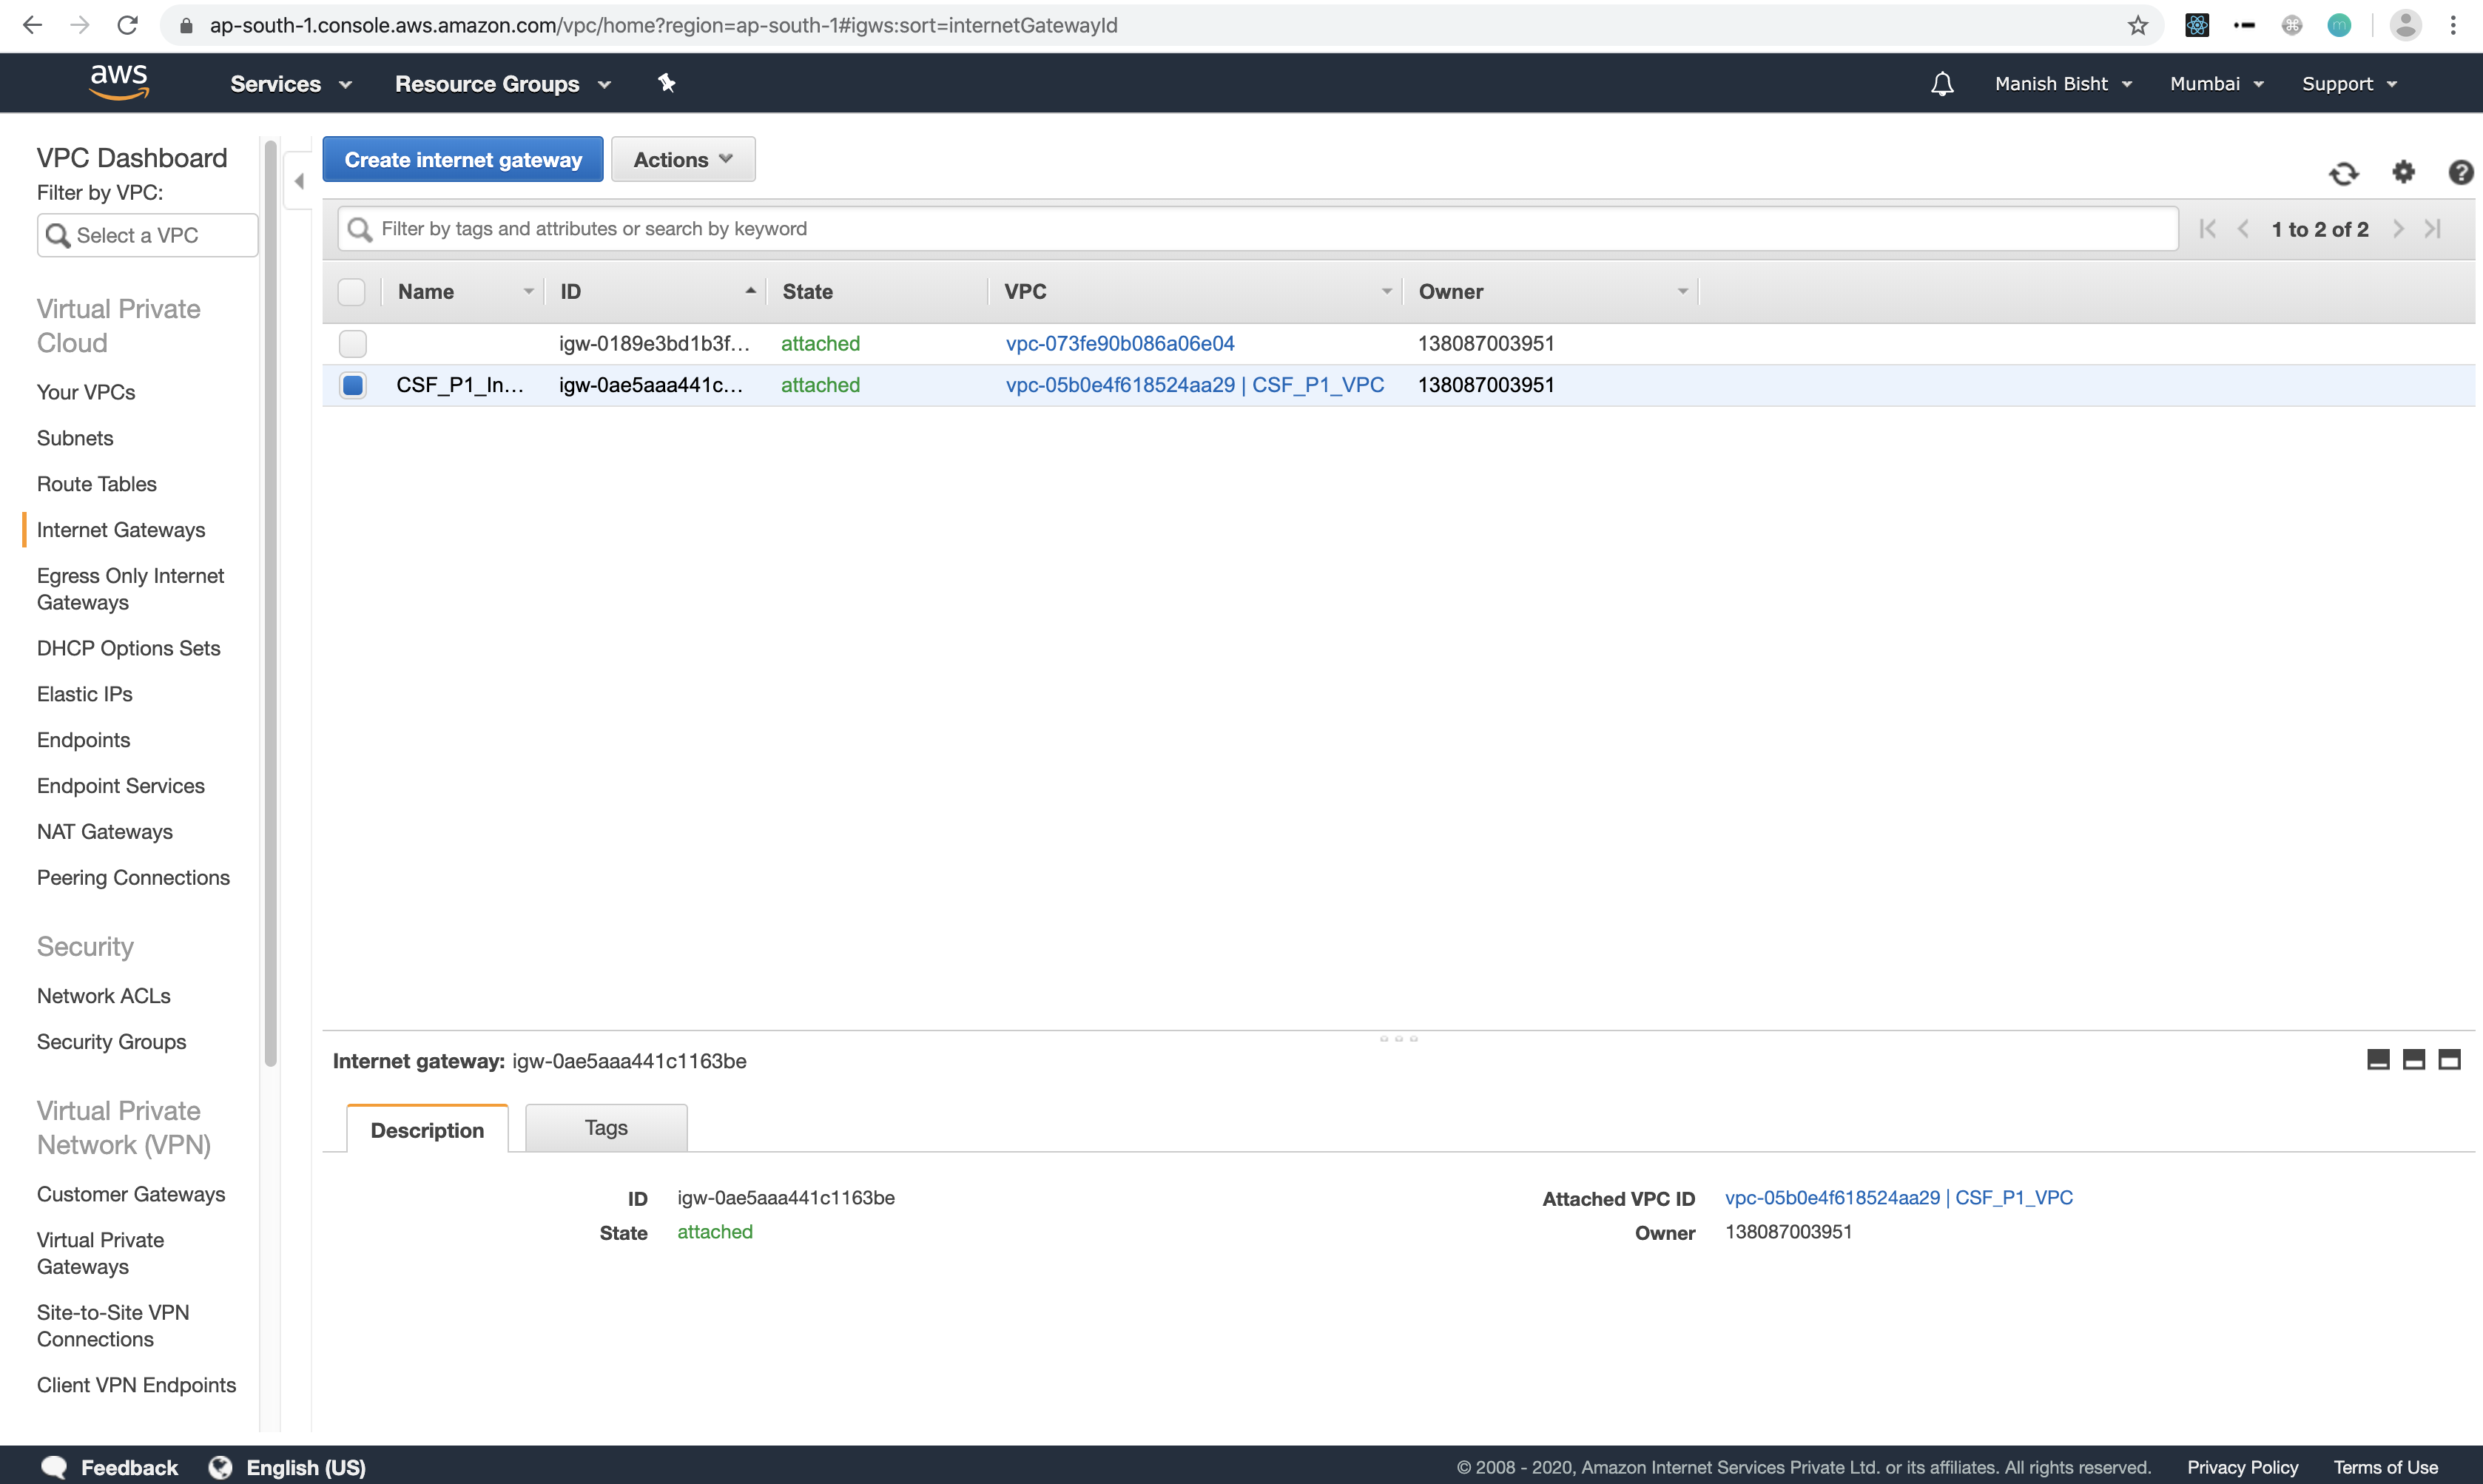 ap-south-1.console.aws.amazon.com/vpc/home?region=ap-south-1#igws:sort=internetGatewayId
aws
Services
Resource Groups
Manish Bisht
Mumbai
Support
VPC Dashboard
Filter by VPC:
Select a VPC
Virtual Private
Cloud
Your VPCs
Subnets
Route Tables
Internet Gateways
Egress Only Internet
Gateways
DHCP Options Sets
Elastic IPs
Endpoints
Endpoint Services
NAT Gateways
Peering Connections
Security
Network ACLs
Security Groups
Virtual Private
Network (VPN)
Customer Gateways
Virtual Private
Gateways
Site-to-Site VPN
Connections
Client VPN Endpoints
Create internet gateway
Actions
Filter by tags and attributes or search by keyword
1 to 2 of 2
Name ID State VPC Owner
igw-0189e3bd1b3f... attached vpc-073fe90b086a06e04 138087003951
CSF_P1_In... igw-0ae5aaa441c... attached vpc-05b0e4f618524aa29 | CSF_P1_VPC 138087003951
Internet gateway: igw-0ae5aaa441c1163be
Description
Tags
ID igw-0ae5aaa441c1163be
State attached
Attached VPC ID vpc-05b0e4f618524aa29 | CSF_P1_VPC
Owner 138087003951
Feedback
English (US)
© 2008 - 2020, Amazon Internet Services Private Ltd. or its affiliates. All rights reserved.
Privacy Policy
Terms of Use